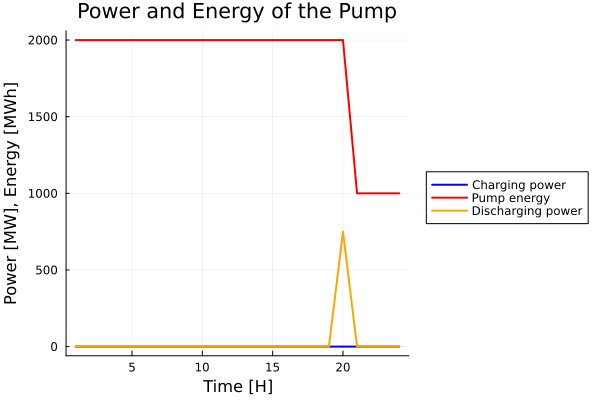 Power and Energy of the Pump
Power [MW], Energy [MWh]
2000
1500
1000
500
0
5 10 15 20
Time [H]
Charging power
Pump energy
Discharging power